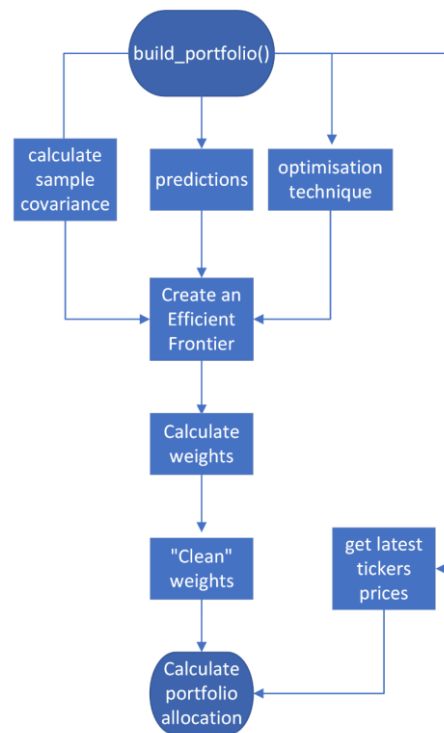 build_portfolio()
calculate
sample
covariance
predictions
optimisation
technique
Create an
Efficient
Frontier
Calculate
weights
"Clean"
weights
get latest
tickers
prices
Calculate
portfolio
allocation